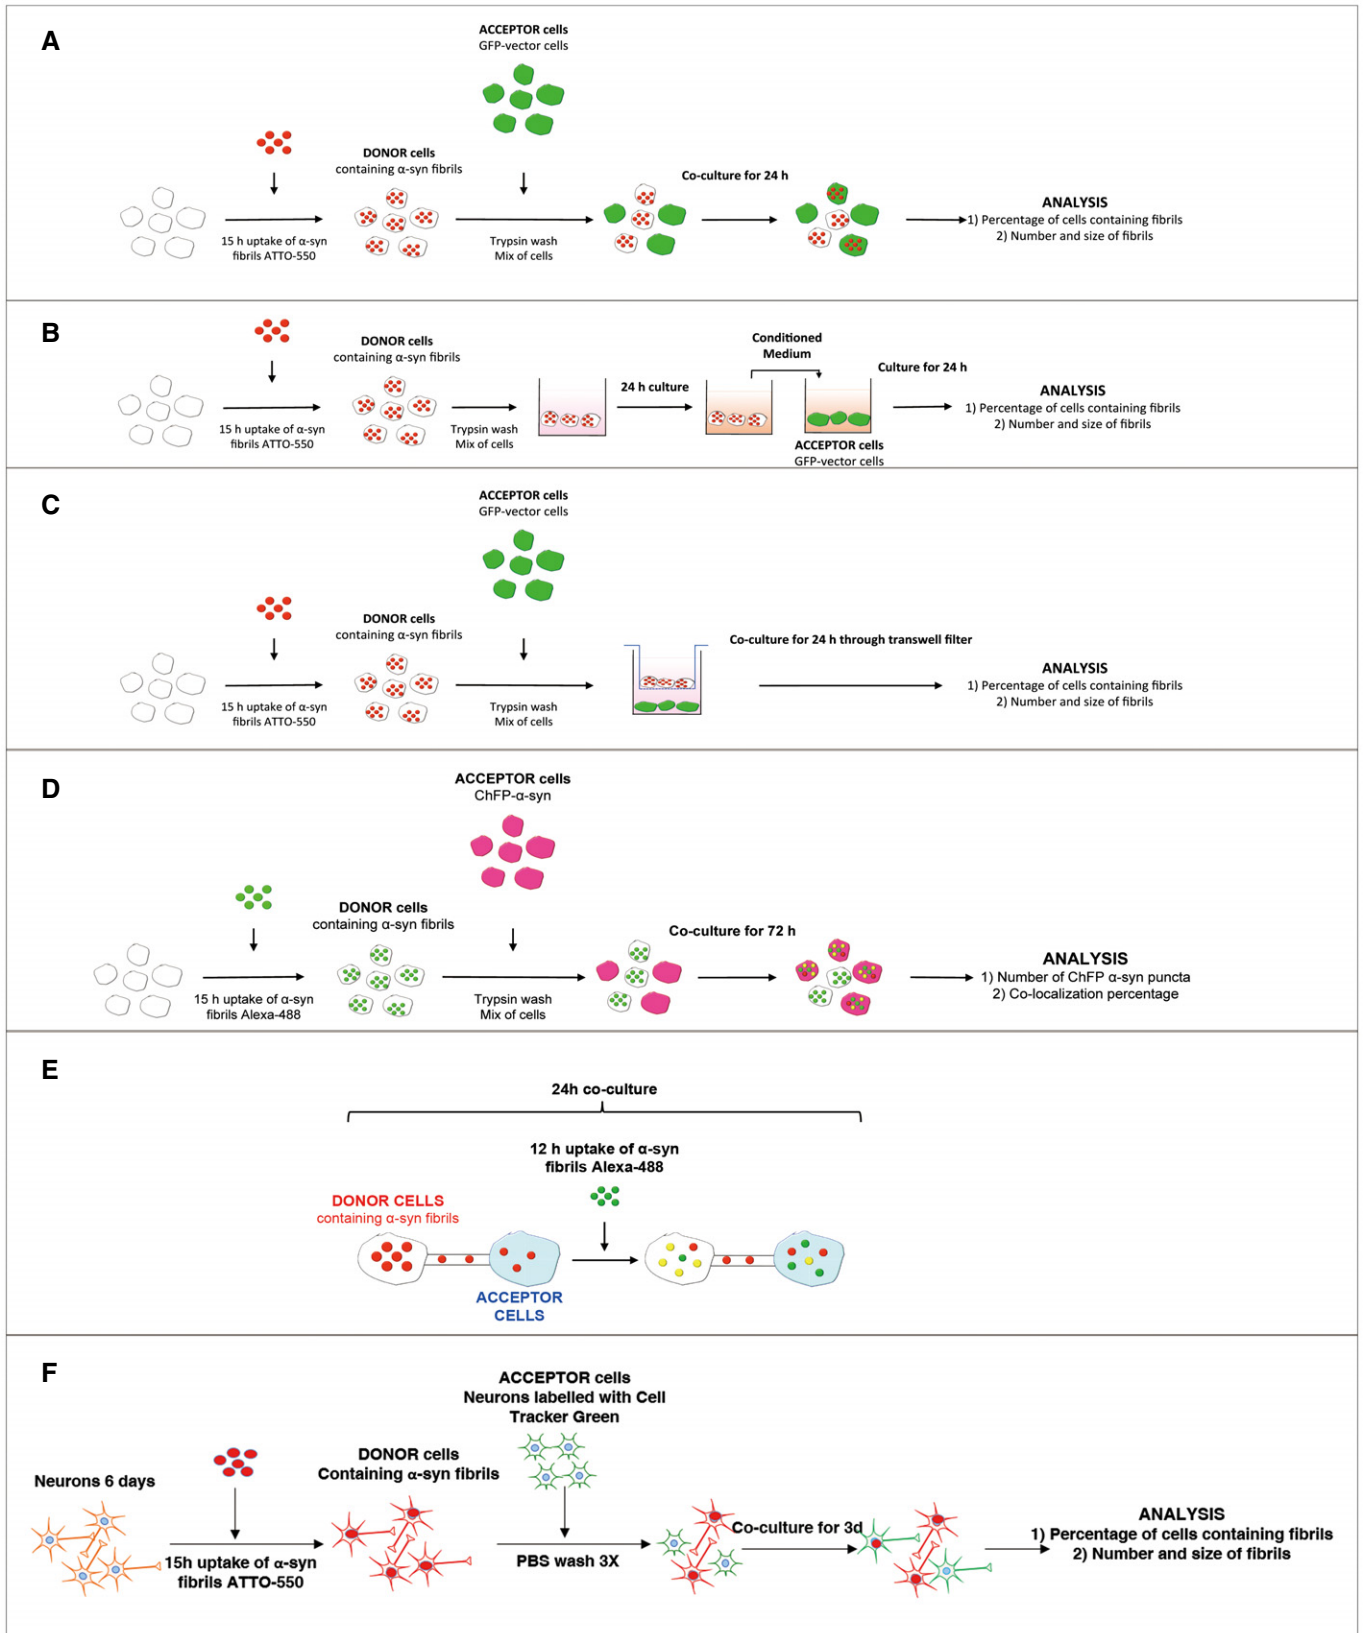 A
ACCEPTOR cells
GFP-vector cells
DONOR cells
containing α-syn fibrils
Co-culture for 24 h
15 h uptake of α-syn
fibrils ATTO-550
Trypsin wash
Mix of cells
ANALYSIS
1) Percentage of cells containing fibrils
2) Number and size of fibrils
B
DONOR cells
containing α-syn fibrils
Conditioned
Medium
24 h culture
Culture for 24 h
15 h uptake of α-syn
fibrils ATTO-550
Trypsin wash
Mix of cells
ACCEPTOR cells
GFP-vector cells
ANALYSIS
1) Percentage of cells containing fibrils
2) Number and size of fibrils
C
ACCEPTOR cells
GFP-vector cells
DONOR cells
containing α-syn fibrils
Co-culture for 24 h through transwell filter
15 h uptake of α-syn
fibrils ATTO-550
Trypsin wash
Mix of cells
ANALYSIS
1) Percentage of cells containing fibrils
2) Number and size of fibrils
D
ACCEPTOR cells
ChFP-α-syn
DONOR cells
containing α-syn fibrils
Co-culture for 72 h
15 h uptake of α-syn
fibrils Alexa-488
Trypsin wash
Mix of cells
ANALYSIS
1) Number of ChFP α-syn puncta
2) Co-localization percentage
E
24h co-culture
12 h uptake of α-syn
fibrils Alexa-488
DONOR CELLS
containing α-syn fibrils
ACCEPTOR
CELLS
F
ACCEPTOR cells
Neurons labelled with Cell
Tracker Green
Neurons 6 days
DONOR cells
Containing α-syn fibrils
15h uptake of α-syn
fibrils ATTO-550
PBS wash 3X
Co-culture for 3d
ANALYSIS
1) Percentage of cells containing fibrils
2) Number and size of fibrils